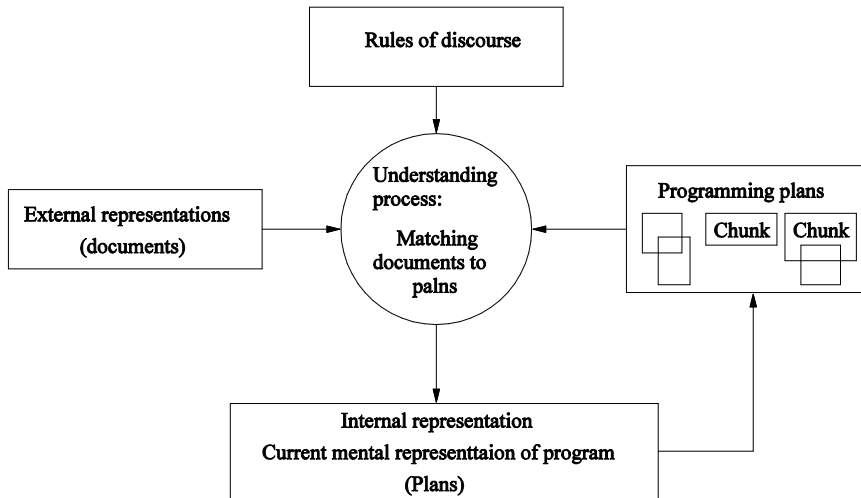 Rules of discourse
Understanding
process:
Matching
documents to
palns
External representations
(documents)
Programming plans
Chunk
Chunk
Internal representation
Current mental representtaion of program
(Plans)